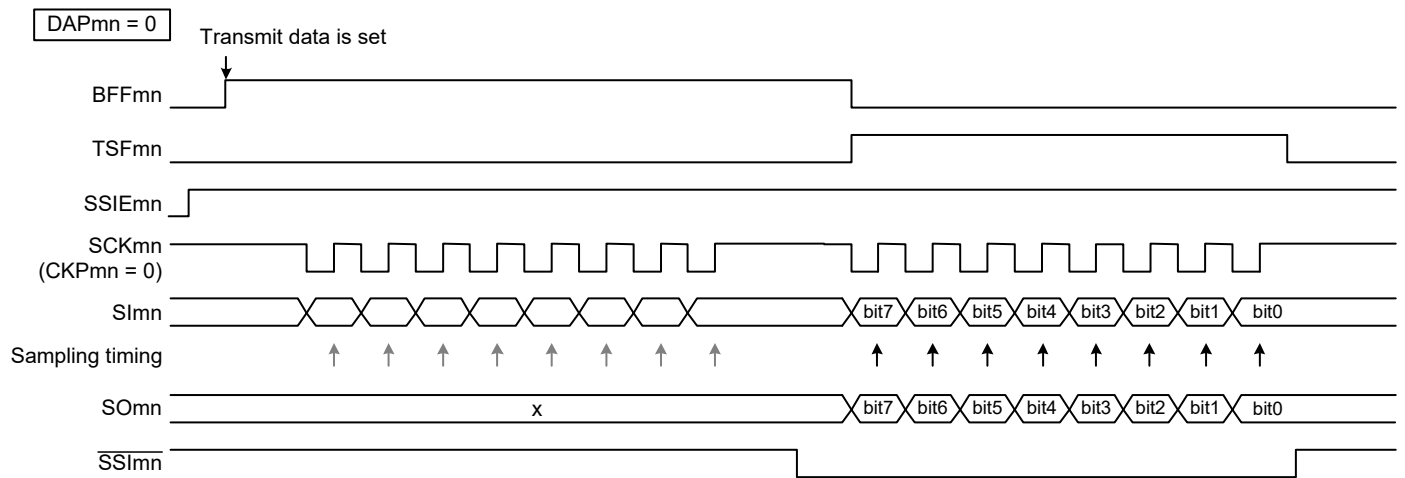 DAPmn = 0
Transmit data is set
BFFmn
TSFmn
SSIEmn
SCKmn
(CKPmn = 0)
SImn bit7 bit6 bit5 bit4 bit3 bit2 bit1 bit0
Sampling timing
SOmn x bit7 bit6 bit5 bit4 bit3 bit2 bit1 bit0
SSImn